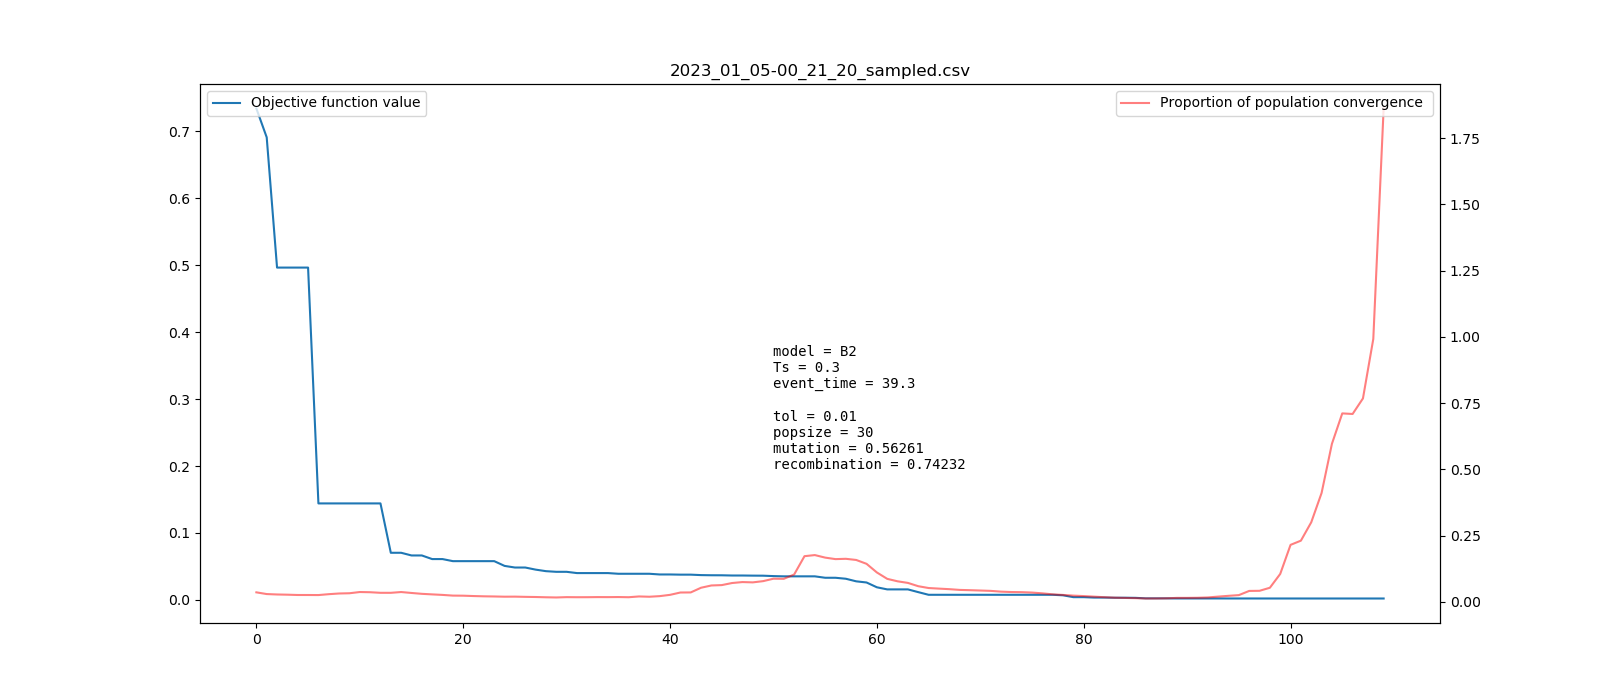 2023_01_05-00_21_20_sampled.csv
Objective function value
Proportion of population convergence
0.7
0.6
0.5
0.4
0.3
0.2
0.1
0.0
model = B2
Ts = 0.3
event_time = 39.3
tol = 0.01
popsize = 30
mutation = 0.56261
recombination = 0.74232
1.75
1.50
1.25
1.00
0.75
0.50
0.25
0.00
0
20
40
60
80
100